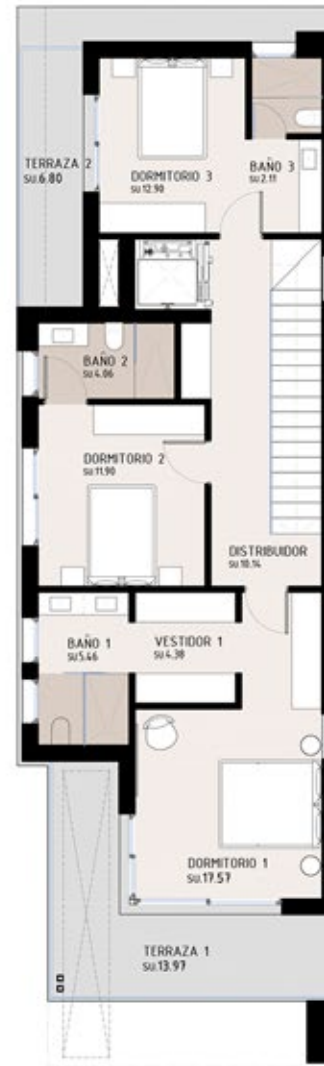 TERRAZA 2
su.6.80
DORMITORIO 3
su.12.90
BAÑO 3
su.2.11
BAÑO 2
su.4.06
DORMITORIO 2
su.11.90
DISTRIBUIDOR
su.10.14
BAÑO 1
su.5.46
VESTIDOR 1
su.4.38
DORMITORIO 1
su.17.57
TERRAZA 1
su.13.97